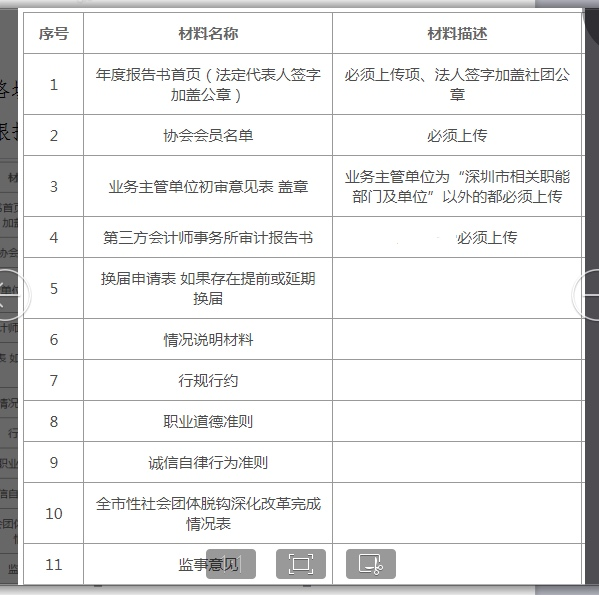 序号 材料名称 材料描述
1 年度报告书首页（法定代表人签字 必须上传项、法人签字加盖社团公
加盖公章） 章
2 协会会员名单 必须上传
3 业务主管单位初审意见表 盖章 业务主管单位为“深圳市相关职能
部门及单位”以外的都必须上传
4 第三方会计师事务所审计报告书 必须上传
5 换届申请表 如果存在提前或延期
换届
6 情况说明材料
7 行规行约
8 职业道德准则
9 诚信自律行为准则
10 全市性社会团体脱钩深化改革完成
情况表
11 监事意见